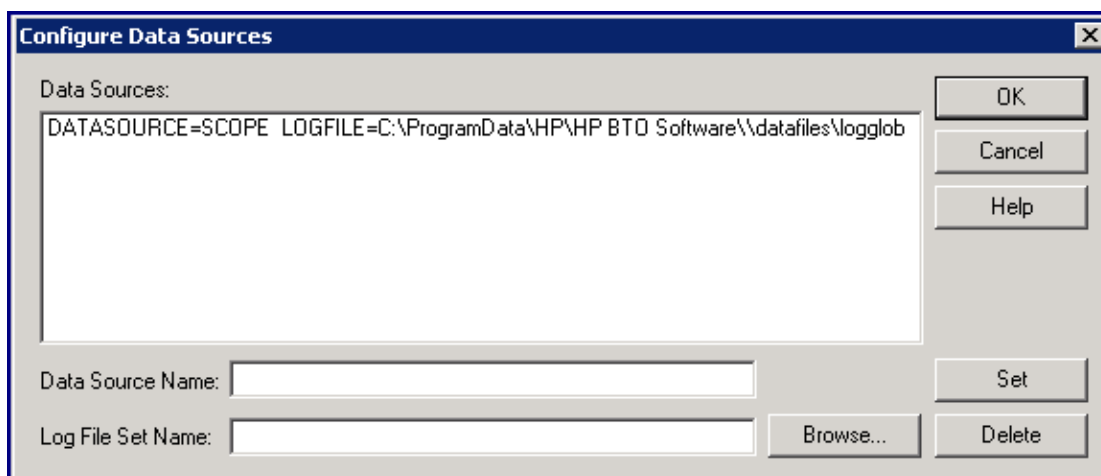 Configure Data Sources
Data Sources:
DATASOURCE=SCOPE LOGFILE=C:\ProgramData\HP\HP BTO Software\\datafiles\logglob
OK
Cancel
Help
Data Source Name:
Set
Log File Set Name:
Browse...
Delete